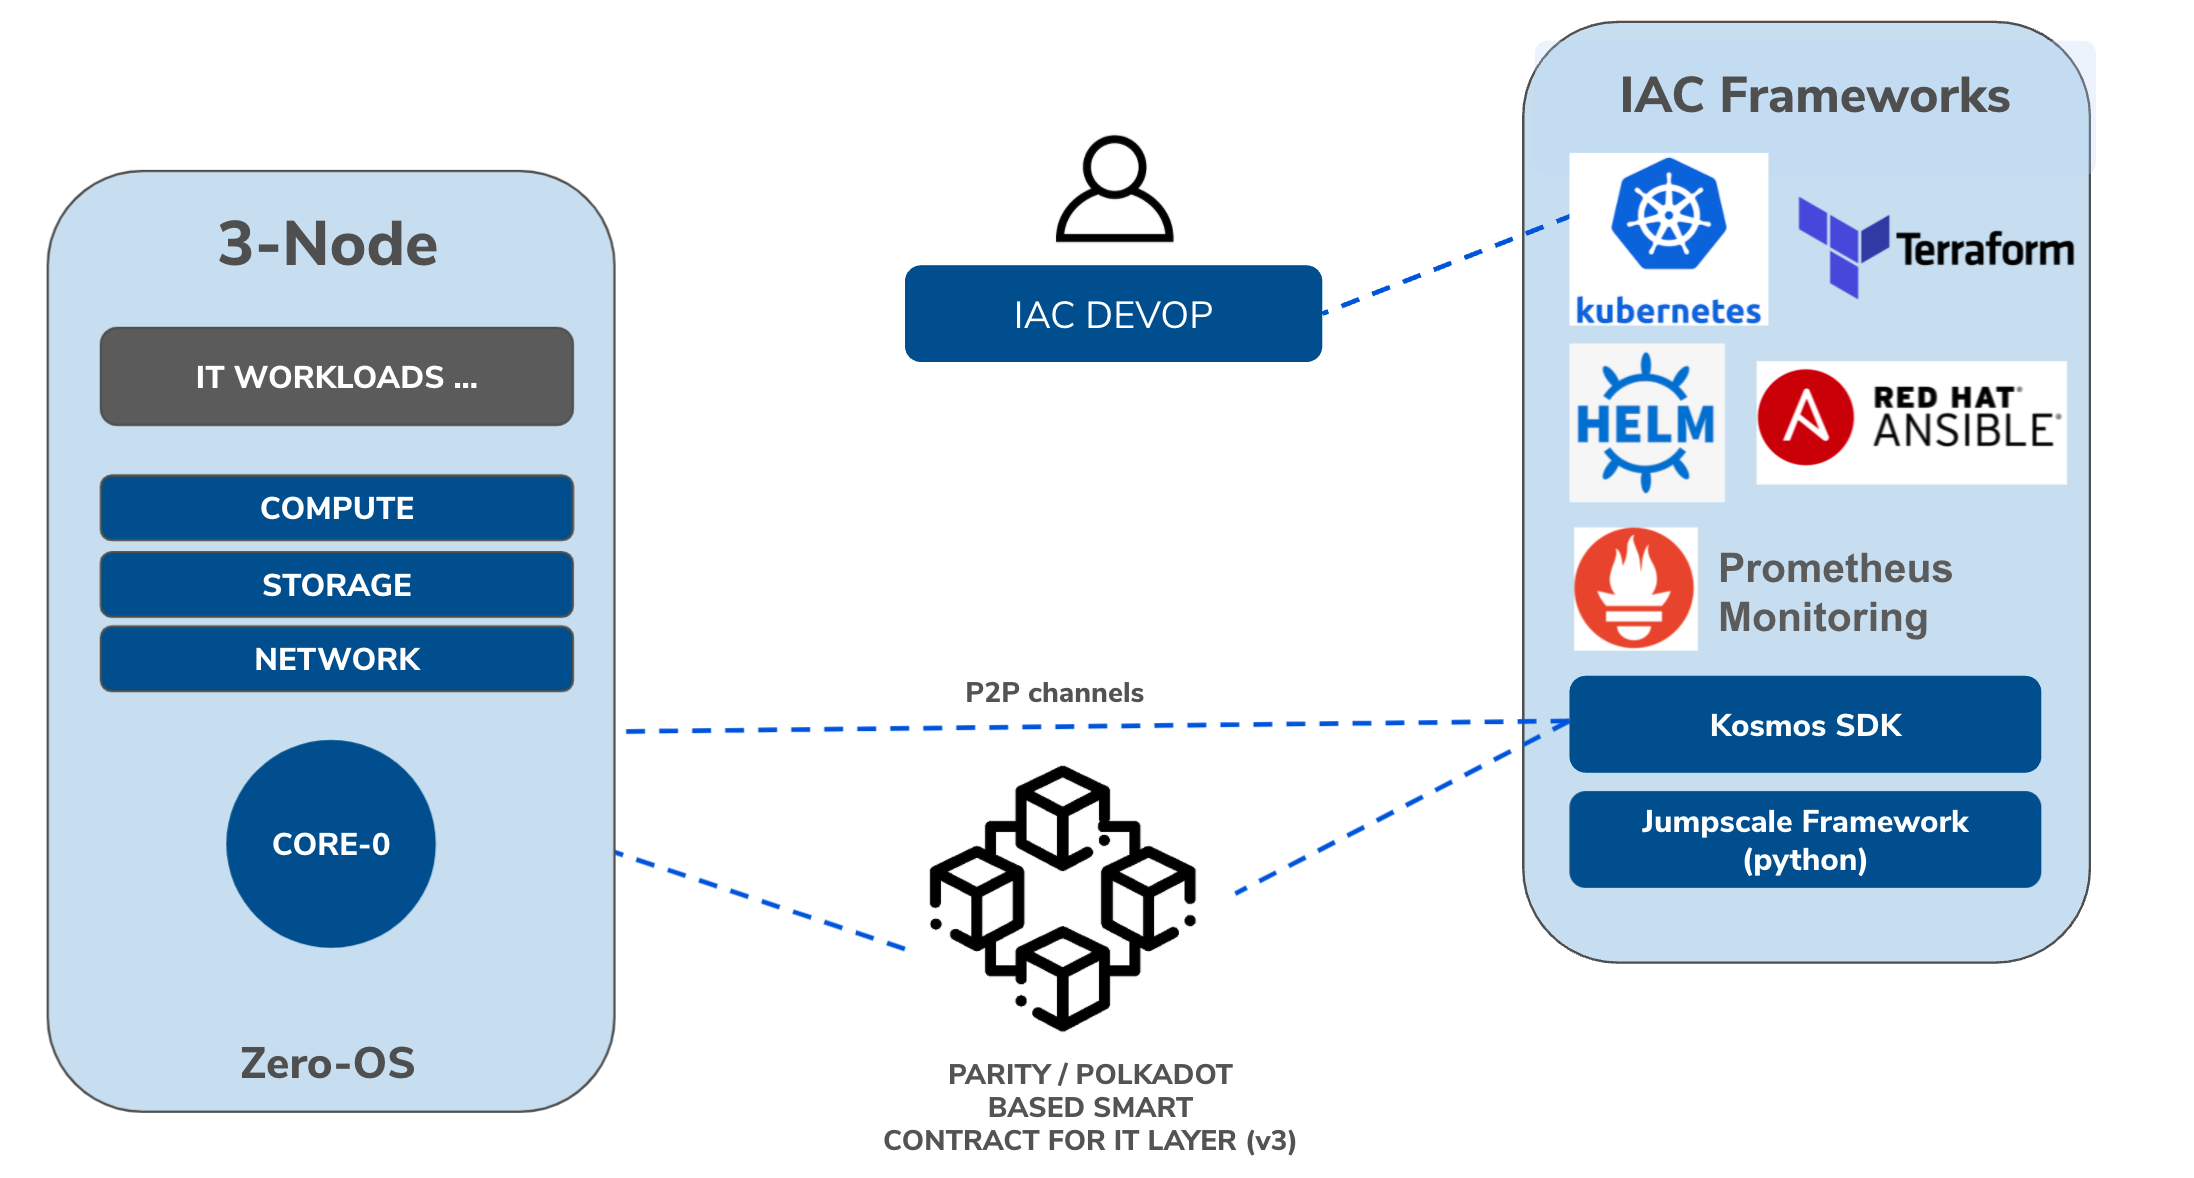 3-Node
IT WORKLOADS ...
COMPUTE
STORAGE
NETWORK
CORE-0
Zero-OS
IAC DEVOP
P2P channels
PARITY / POLKADOT
BASED SMART
CONTRACT FOR IT LAYER (v3)
IAC Frameworks
kubernetes
Terraform
HELM
RED HAT
ANSIBLE
Prometheus
Monitoring
Kosmos SDK
Jumpscale Framework
(python)